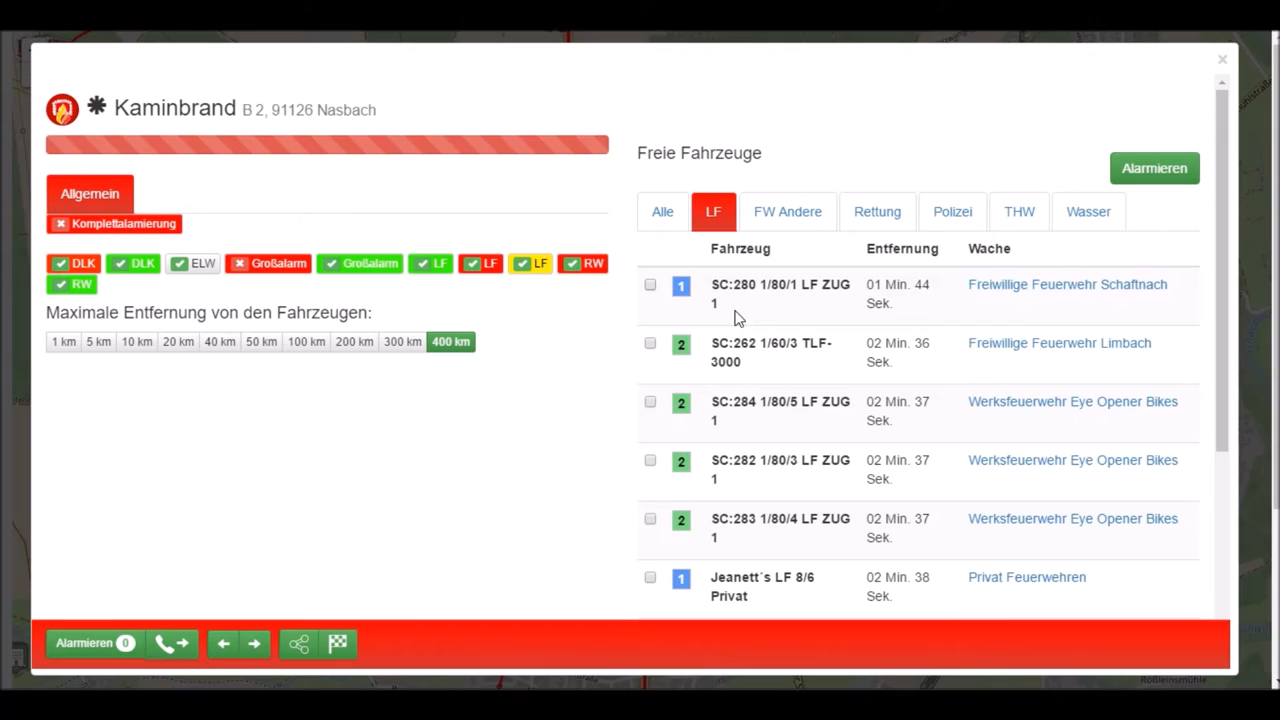 ×
Kaminbrand B 2, 91126 Nasbach
Allgemein
Komplettalamierung
DLK DLK ELW Großalarm Großalarm LF LF LF RW
RW
Maximale Entfernung von den Fahrzeugen:
1 km 5 km 10 km 20 km 40 km 50 km 100 km 200 km 300 km 400 km
Freie Fahrzeuge
Alarmieren
Alle LF FW Andere Rettung Polizei THW Wasser
Fahrzeug Entfernung Wache
1 SC:280 1/80/1 LF ZUG 01 Min. 44 Freiwillige Feuerwehr Schaftnach
1 Sek.
2 SC:262 1/60/3 TLF- 02 Min. 36 Freiwillige Feuerwehr Limbach
3000 Sek.
2 SC:284 1/80/5 LF ZUG 02 Min. 37 Werksfeuerwehr Eye Opener Bikes
1 Sek.
2 SC:282 1/80/3 LF ZUG 02 Min. 37 Werksfeuerwehr Eye Opener Bikes
1 Sek.
2 SC:283 1/80/4 LF ZUG 02 Min. 37 Werksfeuerwehr Eye Opener Bikes
1 Sek.
1 Jeanett´s LF 8/6 02 Min. 38 Privat Feuerwehren
Privat Sek.
Alarmieren 0
Roßleinsmühle